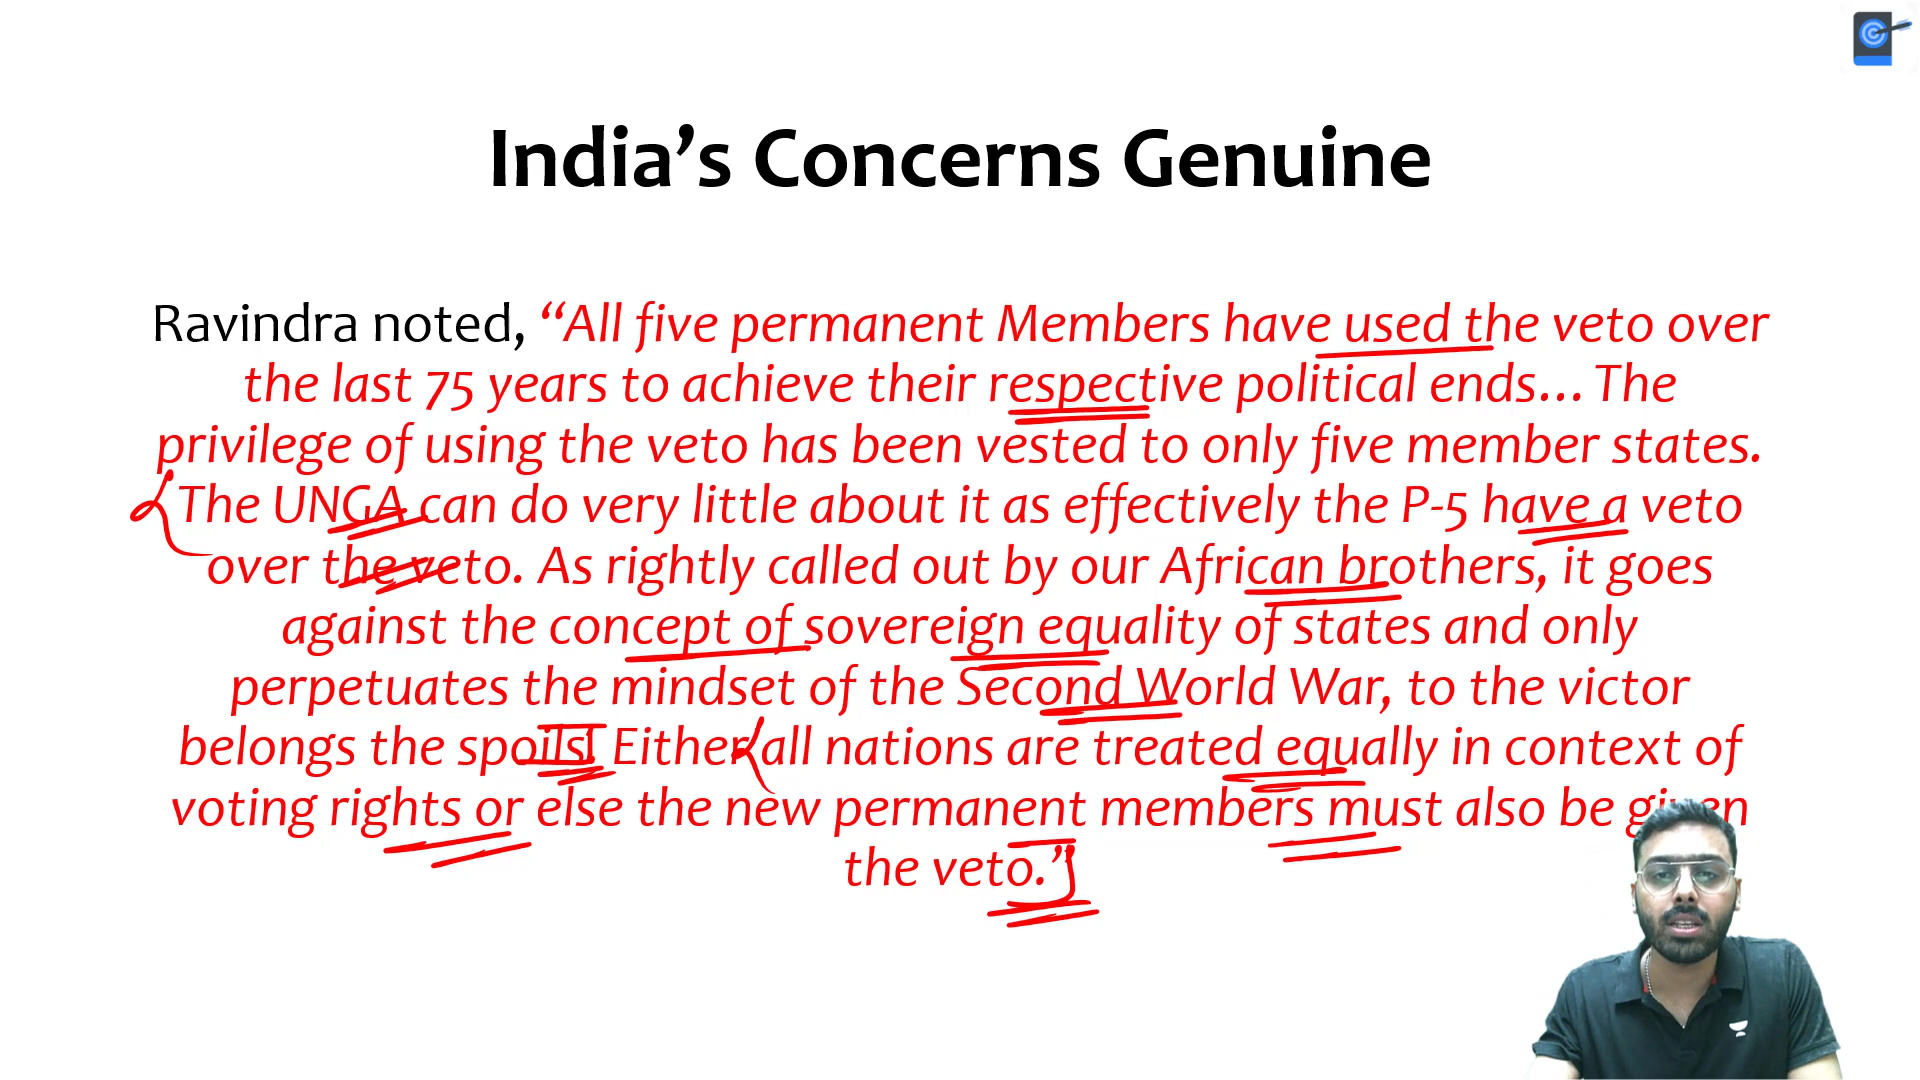 India’s Concerns Genuine
Ravindra noted, “All five permanent Members have used the veto over
the last 75 years to achieve their respective political ends... The
privilege of using the veto has been vested to only five member states.
The UNGA can do very little about it as effectively the P-5 have a veto
over the veto. As rightly called out by our African brothers, it goes
against the concept of sovereign equality of states and only
perpetuates the mindset of the Second World War, to the victor
belongs the spoils. Either all nations are treated equally in context of
voting rights or else the new permanent members must also be given
the veto.”